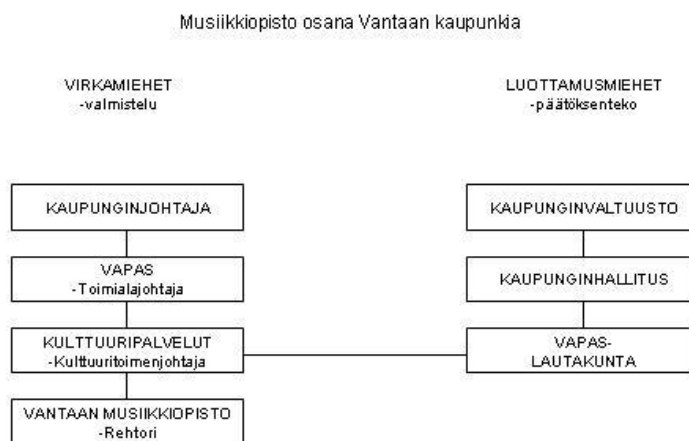 Musiikkiopisto osana Vantaan kaupunkia
VIRKAMIEHET
-valmistelu
LUOTTAMUSMIEHET
-päätöksenteko
KAUPUNGINJOHTAJA
KAUPUNGINVALTUUSTO
VAPAS
-Toimialajohtaja
KAUPUNGINHALLITUS
KULTTUURIPALVELUT
-Kulttuuritoimenjohtaja
VAPAS-
LAUTAKUNTA
VANTAAN MUSIIKKIOPISTO
-Rehtori